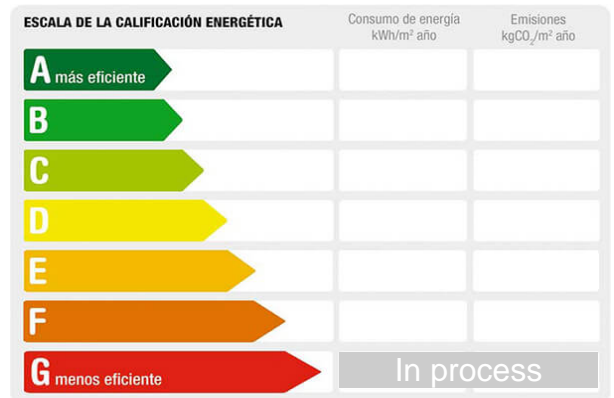 ESCALA DE LA CALIFICACIÓN ENERGÉTICA
Consumo de energía
kWh/m² año
Emisiones
kgCO₂/m² año
A más eficiente
B
C
D
E
F
G menos eficiente
In process